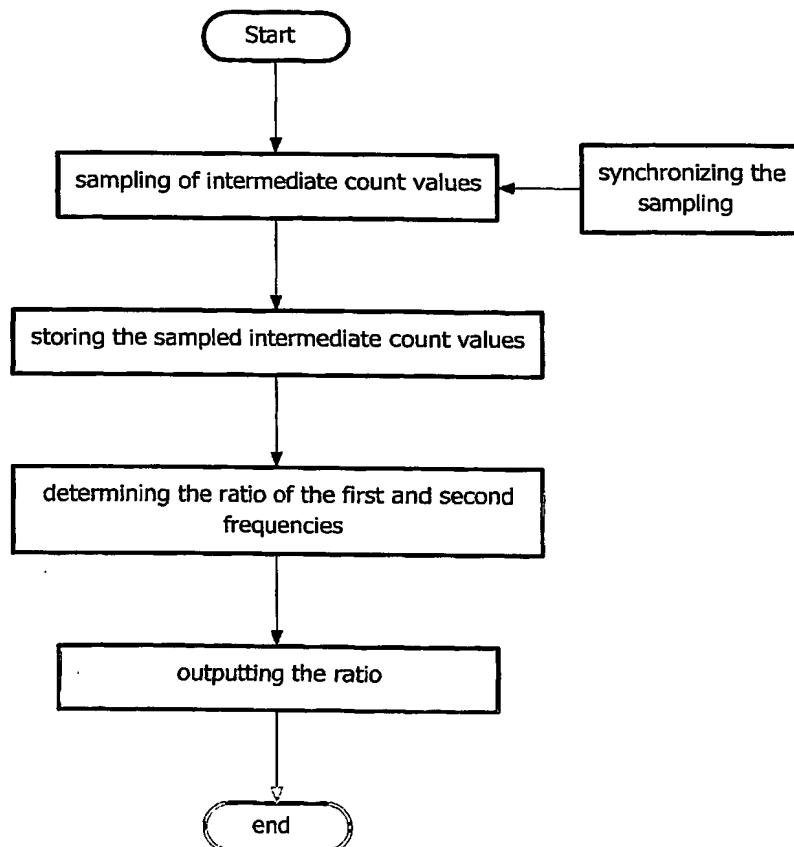 Start
sampling of intermediate count values
synchronizing the
sampling
storing the sampled intermediate count values
determining the ratio of the first and second
frequencies
outputting the ratio
end